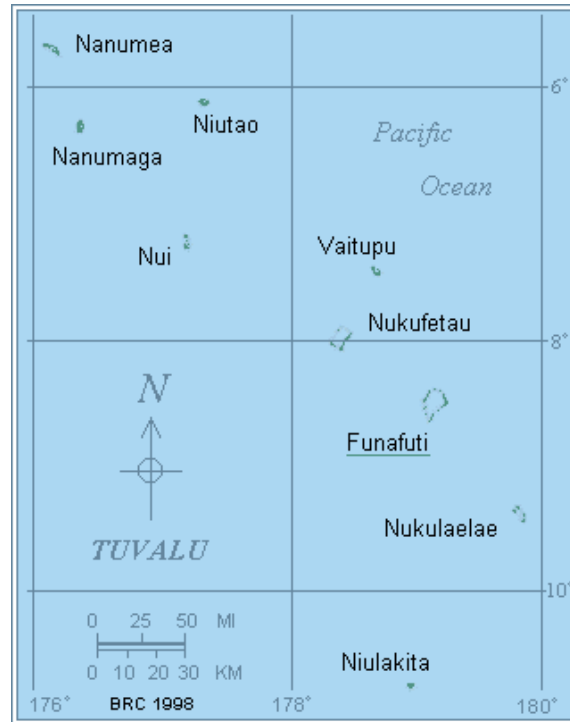 Nanumea
6°
Niutao
Pacific
Nanumaga
Ocean
Vaitupu
Nui
Nukufetau
8°
N
Funafuti
Nukulaelae
TUVALU
10°
0 25 50 MI
Niulakita
0 10 20 30 KM
176° BRC 1998 178° 180°